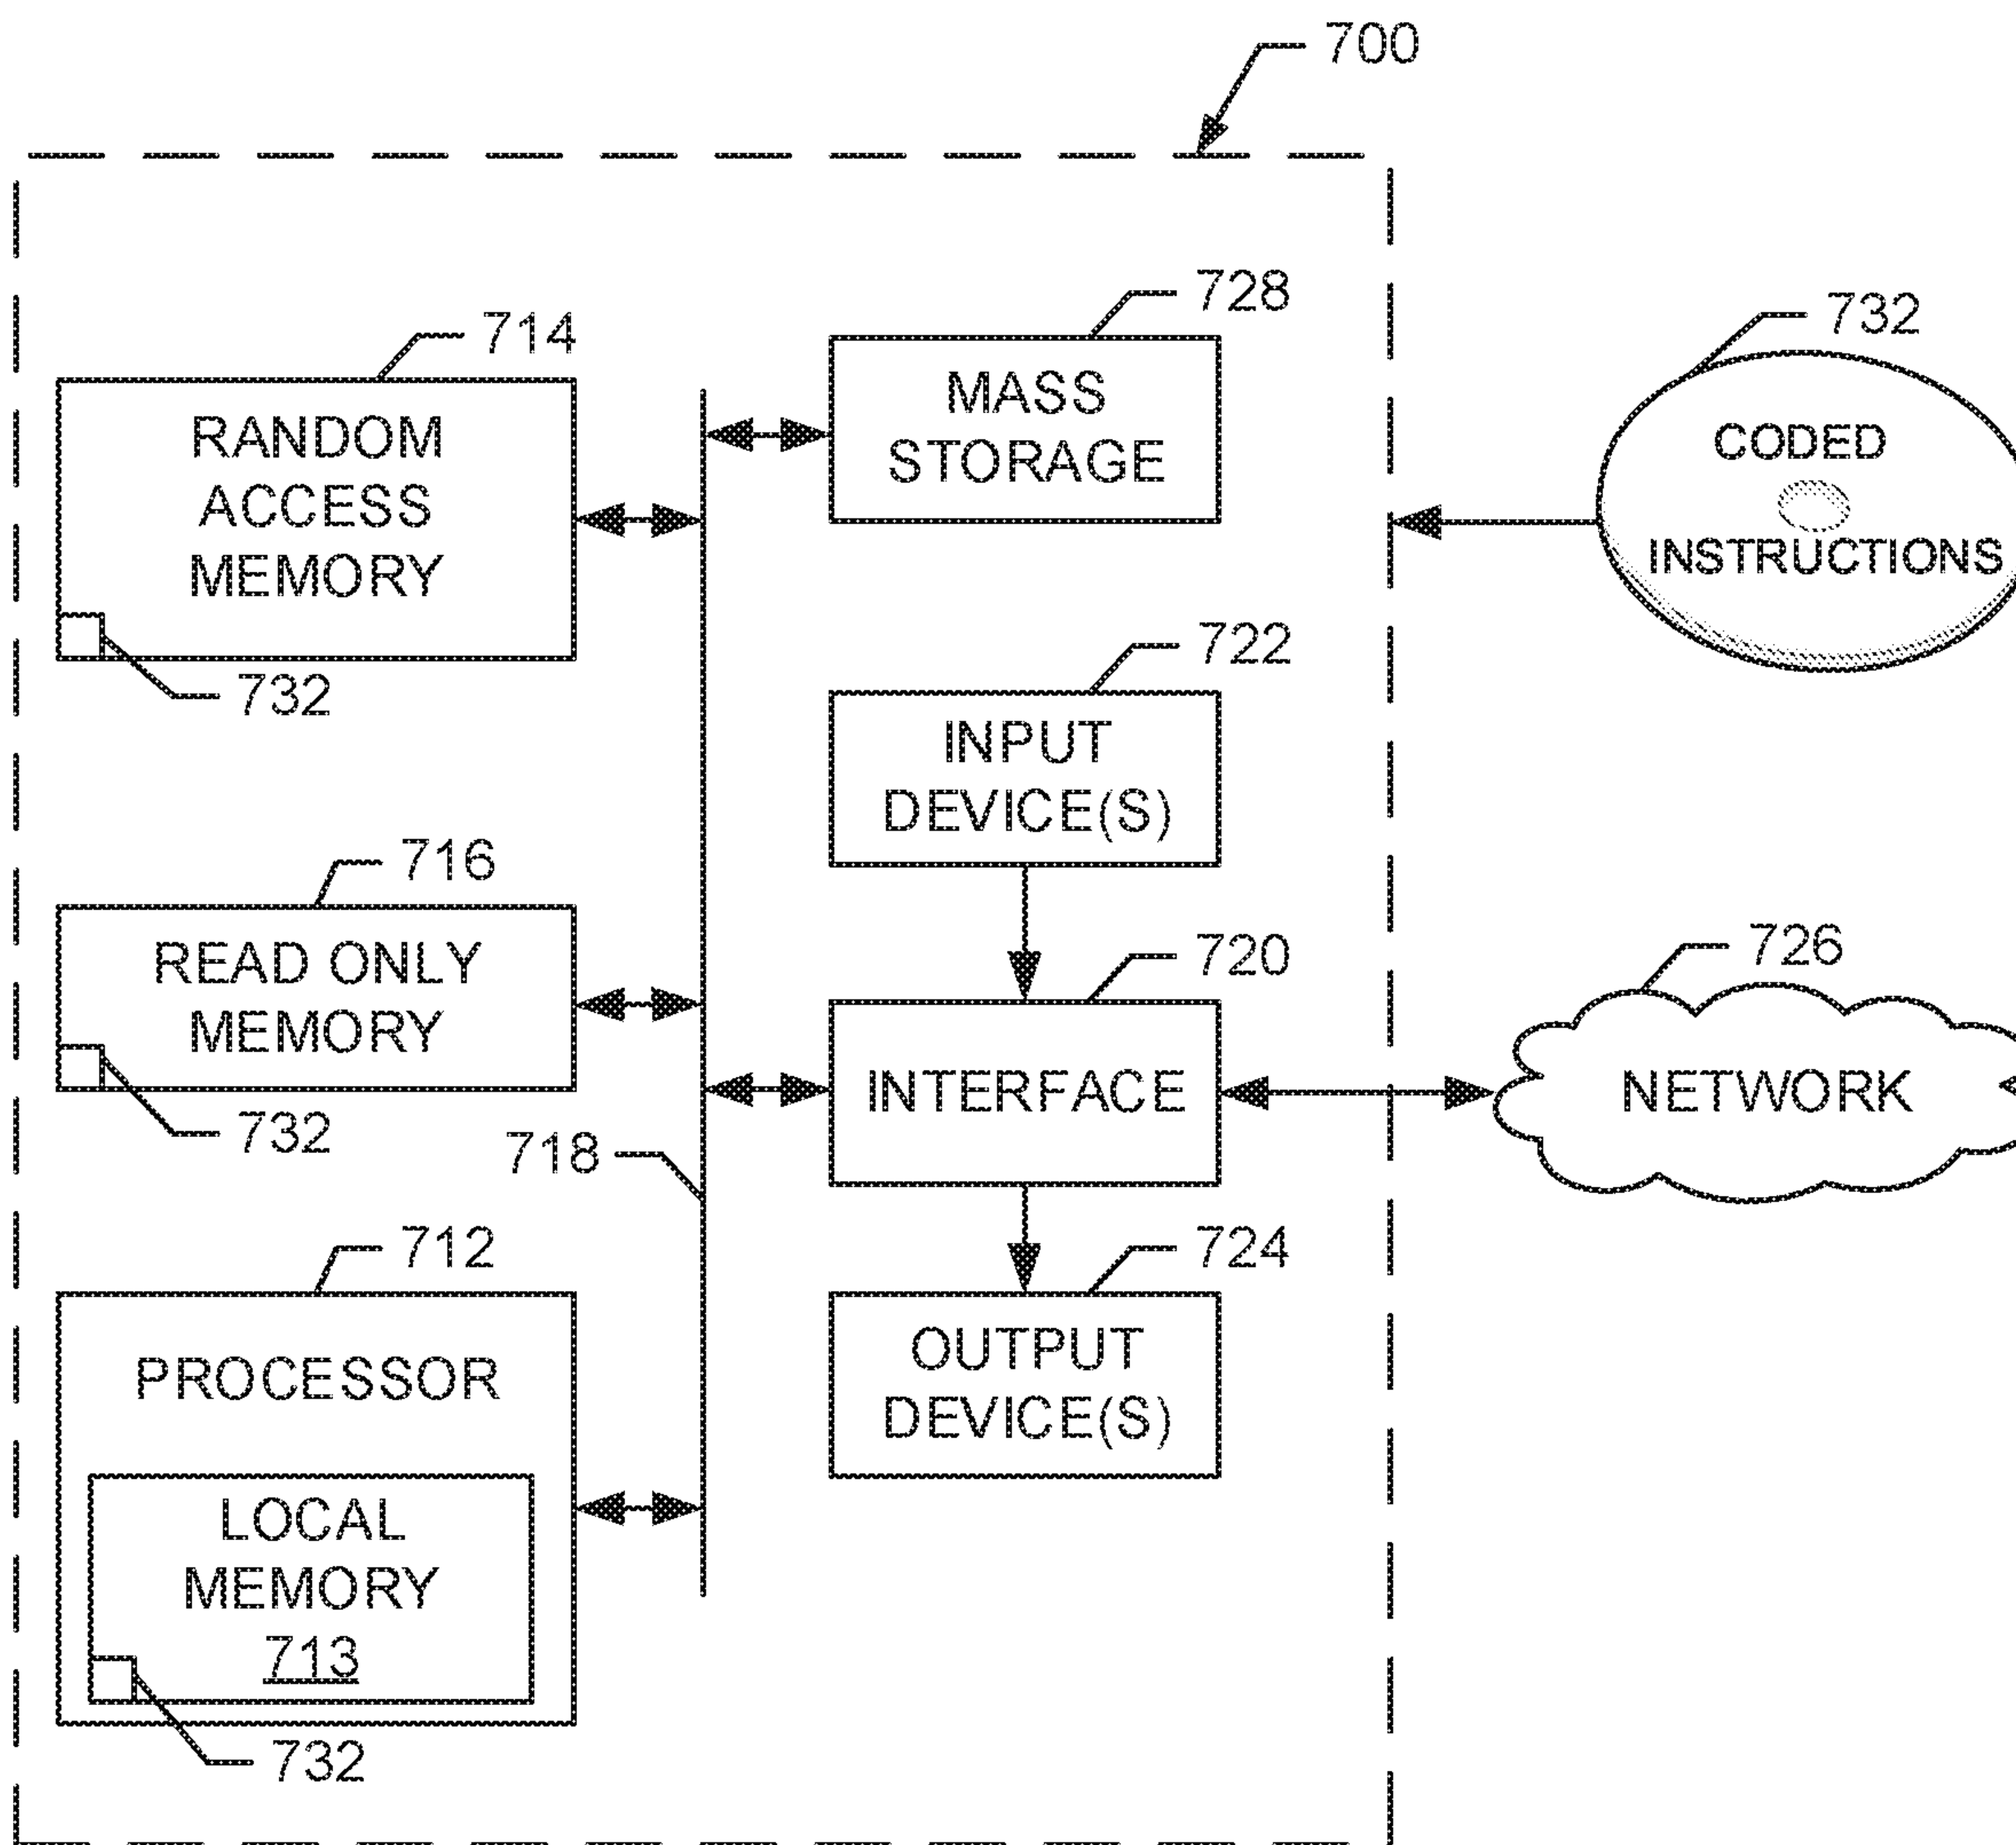 700
714
RANDOM
ACCESS
MEMORY
732
728
MASS
STORAGE
732
CODED
INSTRUCTIONS
722
INPUT
DEVICE(S)
716
READ ONLY
MEMORY
732
718
720
INTERFACE
726
NETWORK
712
PROCESSOR
LOCAL
MEMORY
713
732
724
OUTPUT
DEVICE(S)